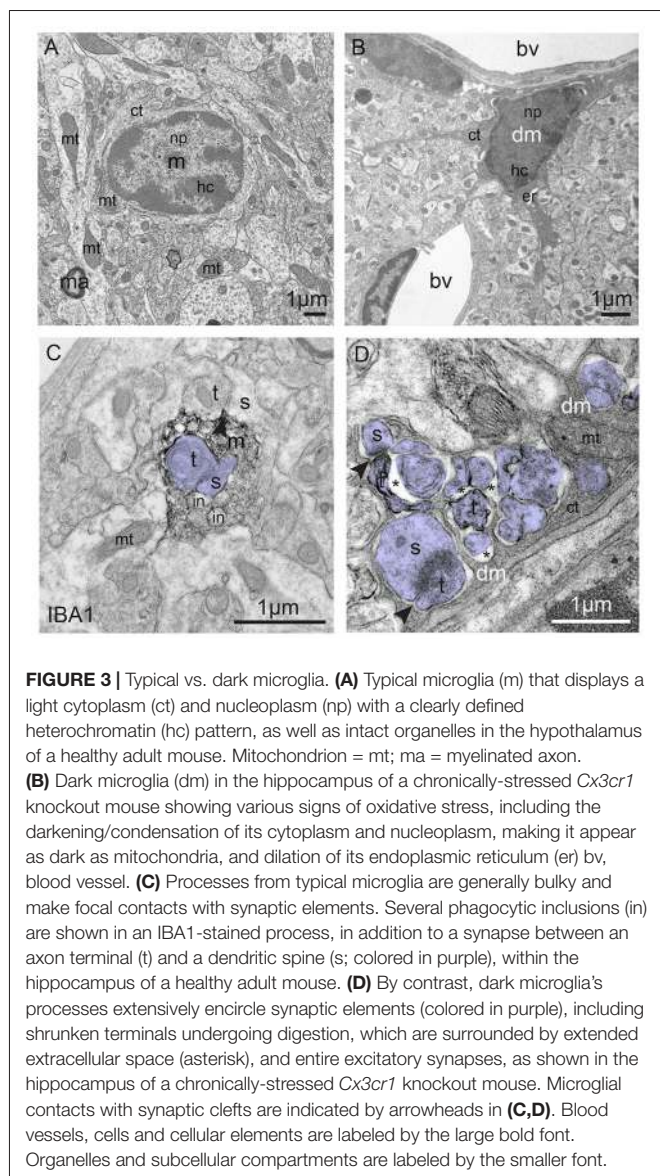 A
ct
mt
np
m
hc
mt
mt
mt
ma
1μm
B
bv
np
ct
dm
hc
er
bv
1μm
C
t
s
m
t
s
in
in
mt
IBA1
1μm
D
dm
mt
s
*
*
*
t
ct
s
*
dm
t
1μm
FIGURE 3 | Typical vs. dark microglia. (A) Typical microglia (m) that displays a
light cytoplasm (ct) and nucleoplasm (np) with a clearly defined
heterochromatin (hc) pattern, as well as intact organelles in the hypothalamus
of a healthy adult mouse. Mitochondrion = mt; ma = myelinated axon.
(B) Dark microglia (dm) in the hippocampus of a chronically-stressed Cx3cr1
knockout mouse showing various signs of oxidative stress, including the
darkening/condensation of its cytoplasm and nucleoplasm, making it appear
as dark as mitochondria, and dilation of its endoplasmic reticulum (er) bv,
blood vessel. (C) Processes from typical microglia are generally bulky and
make focal contacts with synaptic elements. Several phagocytic inclusions (in)
are shown in an IBA1-stained process, in addition to a synapse between an
axon terminal (t) and a dendritic spine (s; colored in purple), within the
hippocampus of a healthy adult mouse. (D) By contrast, dark microglia's
processes extensively encircle synaptic elements (colored in purple), including
shrunken terminals undergoing digestion, which are surrounded by extended
extracellular space (asterisk), and entire excitatory synapses, as shown in the
hippocampus of a chronically-stressed Cx3cr1 knockout mouse. Microglial
contacts with synaptic clefts are indicated by arrowheads in (C,D). Blood
vessels, cells and cellular elements are labeled by the large bold font.
Organelles and subcellular compartments are labeled by the smaller font.